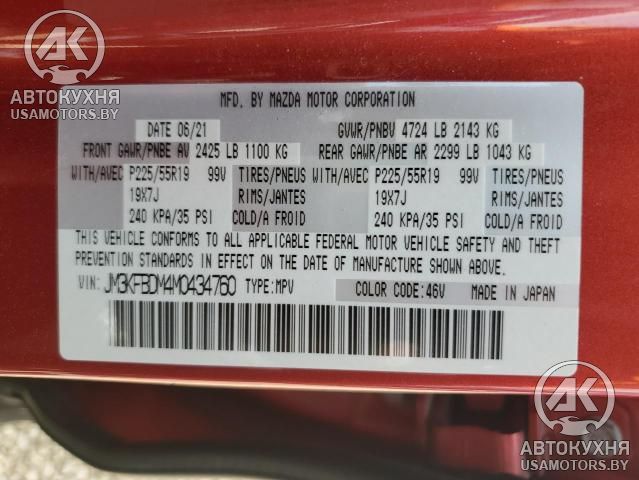 АК
АВТОКУХНЯ
USAMOTORS.BY
MFD. BY MAZDA MOTOR CORPORATION
DATE 06/21 GVWR/PNBV 4724 LB 2143 KG
FRONT GAWR/PNBE AV 2425 LB 1100 KG REAR GAWR/PNBE AR 2299 LB 1043 KG
WITH/AVEC P225/55R19 99V TIRES/PNEUS WITH/AVEC P225/55R19 99V TIRES/PNEUS
19X7J RIMS/JANTES 19X7J RIMS/JANTES
240 KPA/35 PSI COLD/A FROID 240 KPA/35 PSI COLD/A FROID
THIS VEHICLE CONFORMS TO ALL APPLICABLE FEDERAL MOTOR VEHICLE SAFETY AND THEFT
PREVENTION STANDARDS IN EFFECT ON THE DATE OF MANUFACTURE SHOWN ABOVE.
VIN: JM3KFBDM4M0434760 TYPE:MPV COLOR CODE:46V MADE IN JAPAN
АК
АВТОКУХНЯ
USAMOTORS.BY